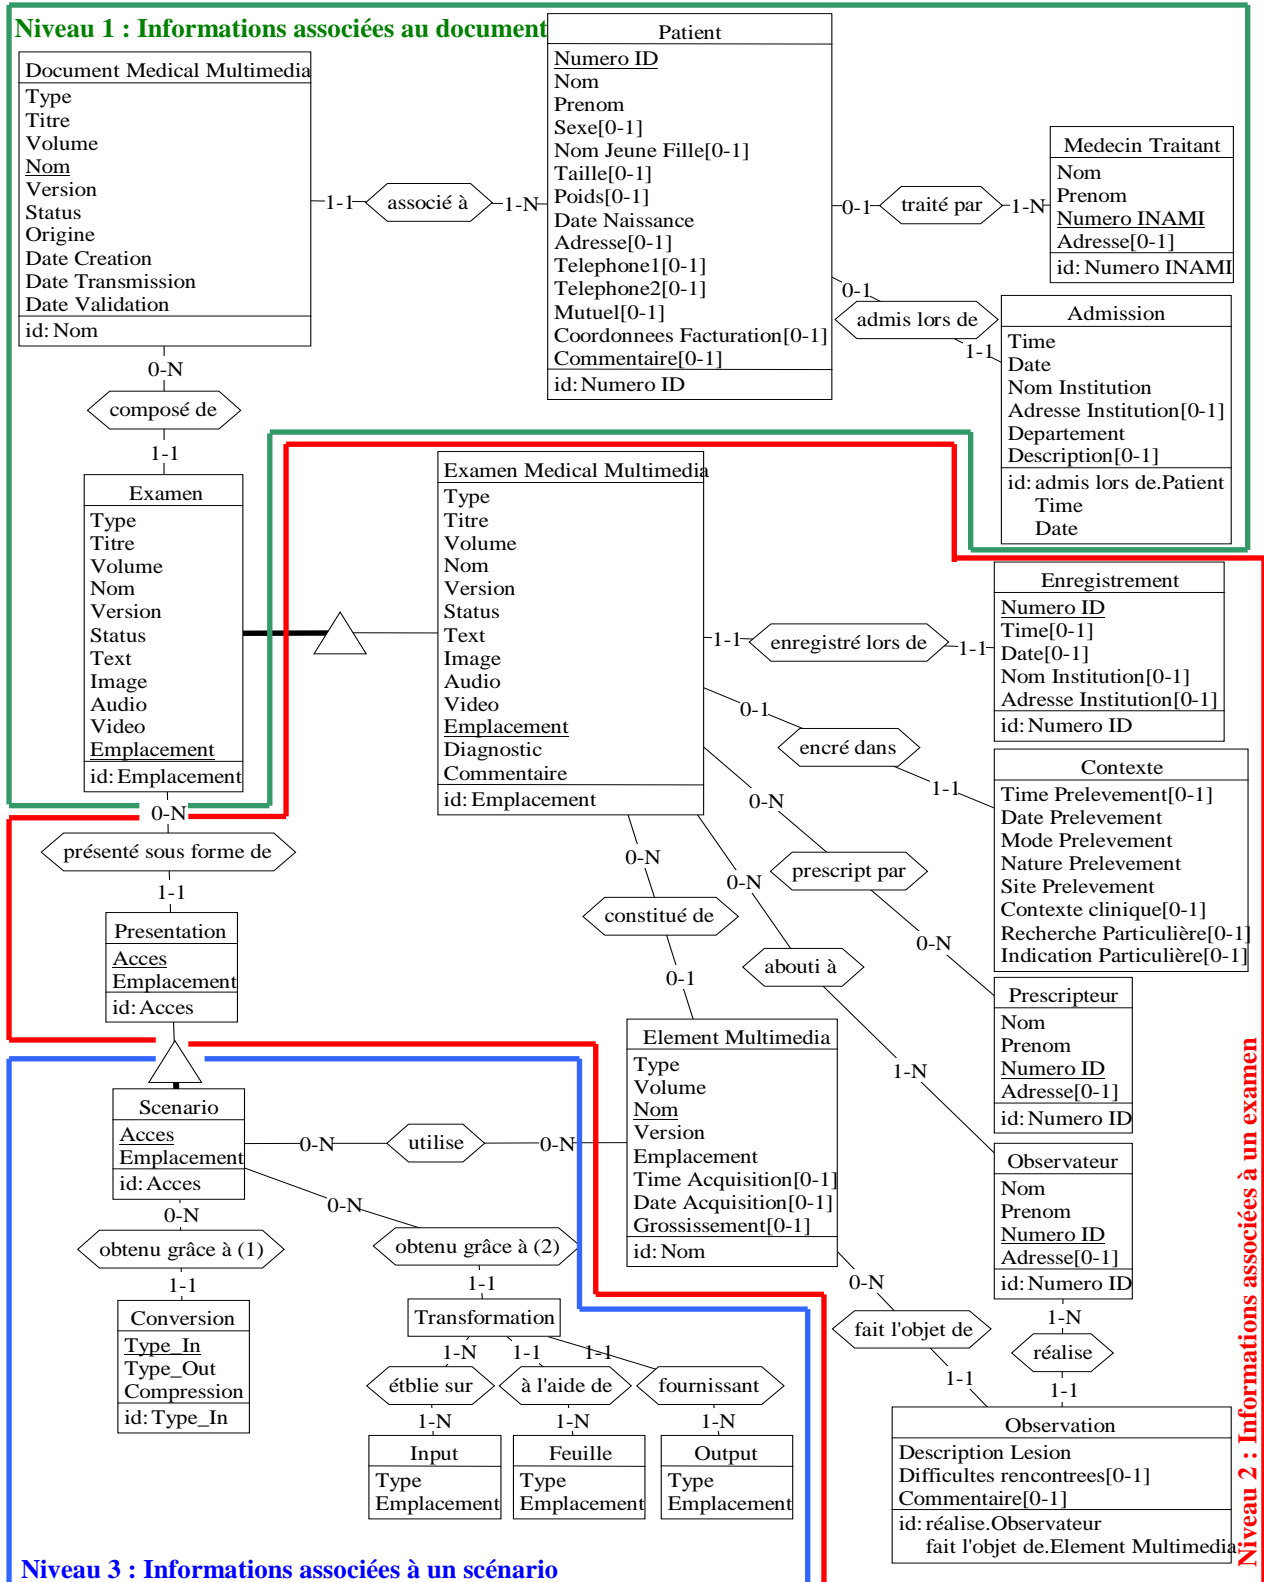 Niveau 1 : Informations associées au document
Document Medical Multimedia
Type
Titre
Volume
Nom
Version
Status
Origine
Date Creation
Date Transmission
Date Validation
id: Nom
1-1
associé à
1-N
Patient
Numero ID
Nom
Prenom
Sexe[0-1]
Nom Jeune Fille[0-1]
Taille[0-1]
Poids[0-1]
Date Naissance
Adresse[0-1]
Telephone1[0-1]
Telephone2[0-1]
Mutuel[0-1]
Coordonnees Facturation[0-1]
Commentaire[0-1]
id: Numero ID
0-1
traité par
1-N
Medecin Traitant
Nom
Prenom
Numero INAMI
Adresse[0-1]
id: Numero INAMI
0-1
admis lors de
1-1
Admission
Time
Date
Nom Institution
Adresse Institution[0-1]
Departement
Description[0-1]
id: admis lors de.Patient
Time
Date
0-N
composé de
1-1
Examen
Type
Titre
Volume
Nom
Version
Status
Text
Image
Audio
Video
Emplacement
id: Emplacement
Examen Medical Multimedia
Type
Titre
Volume
Nom
Version
Status
Text
Image
Audio
Video
Emplacement
Diagnostic
Commentaire
id: Emplacement
1-1
enregistré lors de
1-1
Enregistrement
Numero ID
Time[0-1]
Date[0-1]
Nom Institution[0-1]
Adresse Institution[0-1]
id: Numero ID
0-1
encré dans
1-1
Contexte
Time Prelevement[0-1]
Date Prelevement
Mode Prelevement
Nature Prelevement
Site Prelevement
Contexte clinique[0-1]
Recherche Particulière[0-1]
Indication Particulière[0-1]
0-N
prescript par
0-N
Prescripteur
Nom
Prenom
Numero ID
Adresse[0-1]
id: Numero ID
0-N
abouti à
1-N
Observateur
Nom
Prenom
Numero ID
Adresse[0-1]
id: Numero ID
0-N
constitué de
0-1
Element Multimedia
Type
Volume
Nom
Version
Emplacement
Time Acquisition[0-1]
Date Acquisition[0-1]
Grossissement[0-1]
id: Nom
0-N
présenté sous forme de
1-1
Presentation
Acces
Emplacement
id: Acces
Scenario
Acces
Emplacement
id: Acces
0-N
utilise
0-N
0-N
obtenu grâce à (1)
1-1
Conversion
Type_In
Type_Out
Compression
id: Type_In
0-N
obtenu grâce à (2)
1-1
Transformation
1-N
étblie sur
1-N
Input
Type
Emplacement
1-1
à l'aide de
1-N
Feuille
Type
Emplacement
1-1
fournissant
1-N
Output
Type
Emplacement
0-N
fait l'objet de
1-1
1-N
réalise
1-1
Observation
Description Lesion
Difficultes rencontrees[0-1]
Commentaire[0-1]
id: réalise.Observateur
fait l'objet de.Element Multimedia
Niveau 2 : Informations associées à un examen
Niveau 3 : Informations associées à un scénario